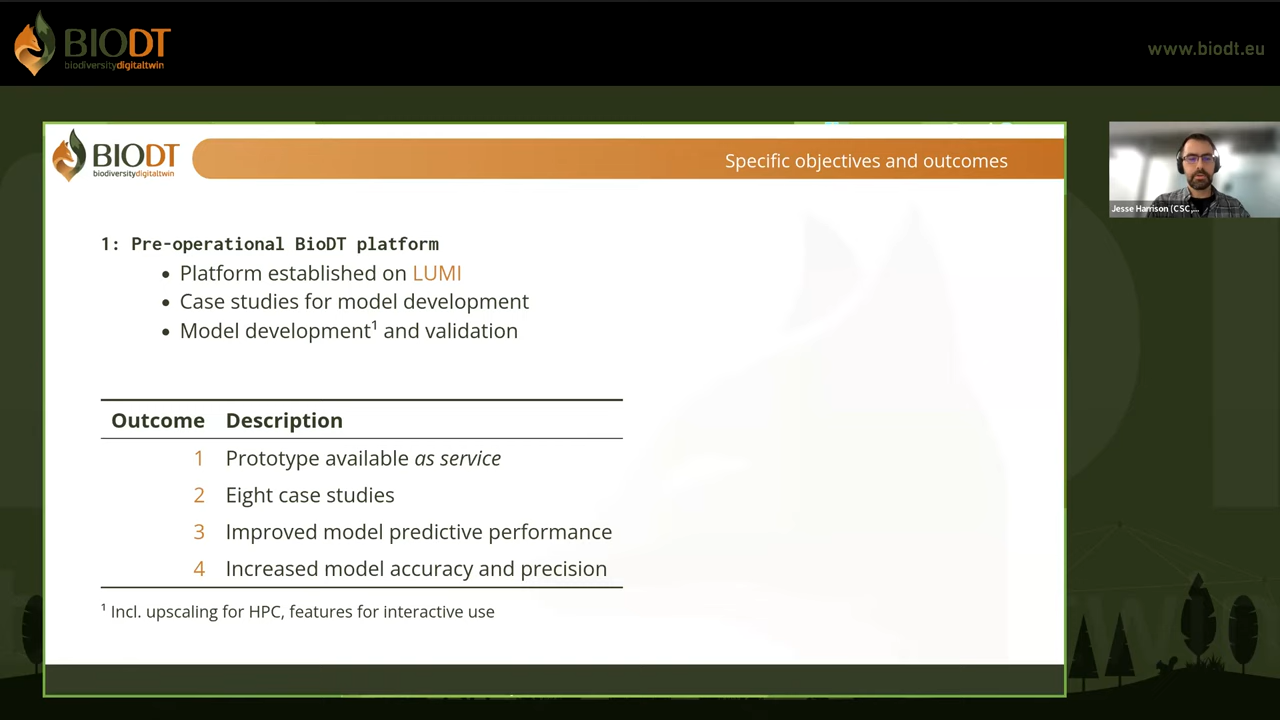 BIODT
biodiversitydigitaltwin
www.biodt.eu
BIODT
biodiversitydigitaltwin
Specific objectives and outcomes
Jesse Harrison (CSC,...
1: Pre-operational BioDT platform
• Platform established on LUMI
• Case studies for model development
• Model development¹ and validation
Outcome Description
1 Prototype available as service
2 Eight case studies
3 Improved model predictive performance
4 Increased model accuracy and precision
¹ Incl. upscaling for HPC, features for interactive use